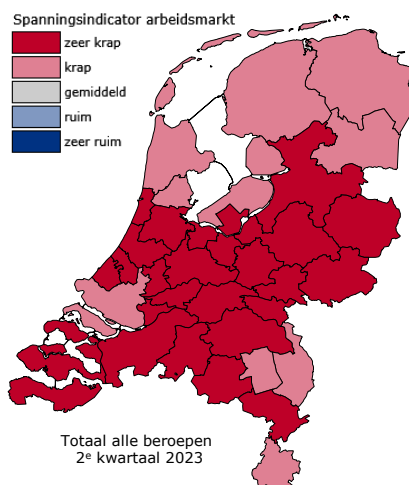 Spanningsindicator arbeidsmarkt
zeer krap
krap
gemiddeld
ruim
zeer ruim
Totaal alle beroepen
2ᵉ kwartaal 2023